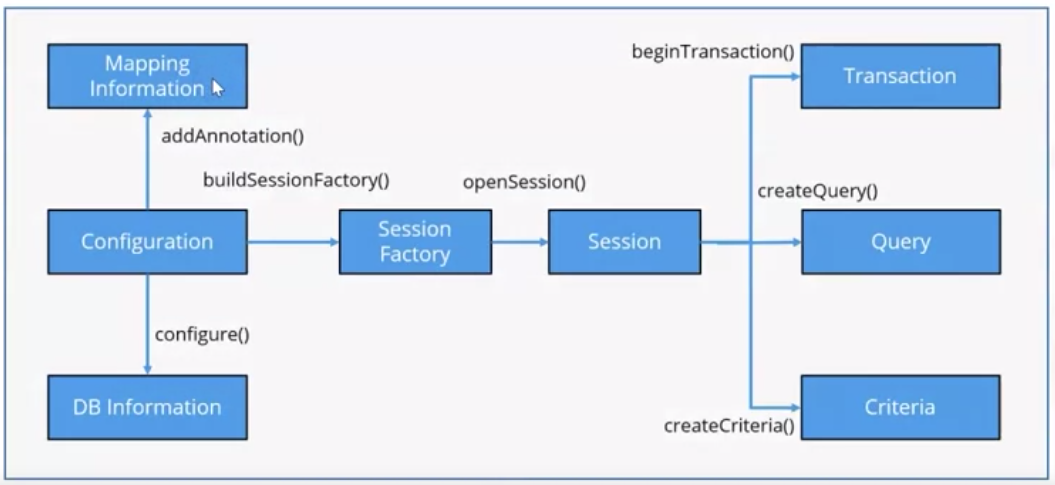 Mapping
Information
beginTransaction()
Transaction
addAnnotation()
buildSessionFactory()
openSession()
createQuery()
Configuration
Session
Factory
Session
Query
configure()
DB Information
Criteria
createCriteria()